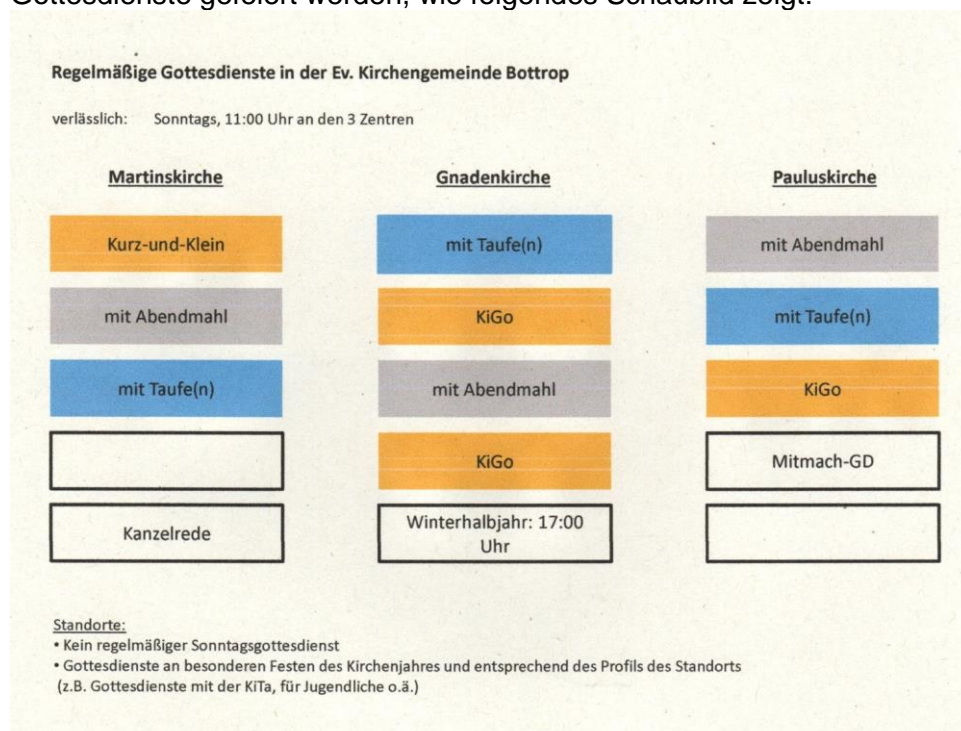 Gottesdienste gefeiert werden, wie folgendes Schaubild zeigt:
Regelmäßige Gottesdienste in der Ev. Kirchengemeinde Bottrop
verlässlich: Sonntags, 11:00 Uhr an den 3 Zentren
Martinskirche
Kurz-und-Klein
mit Abendmahl
mit Taufe(n)
Kanzelrede
Gnadenkirche
mit Taufe(n)
KiGo
mit Abendmahl
KiGo
Winterhalbjahr: 17:00
Uhr
Pauluskirche
mit Abendmahl
mit Taufe(n)
KiGo
Mitmach-GD
Standorte:
• Kein regelmäßiger Sonntagsgottesdienst
• Gottesdienste an besonderen Festen des Kirchenjahres und entsprechend des Profils des Standorts
(z.B. Gottesdienste mit der KiTa, für Jugendliche o.ä.)